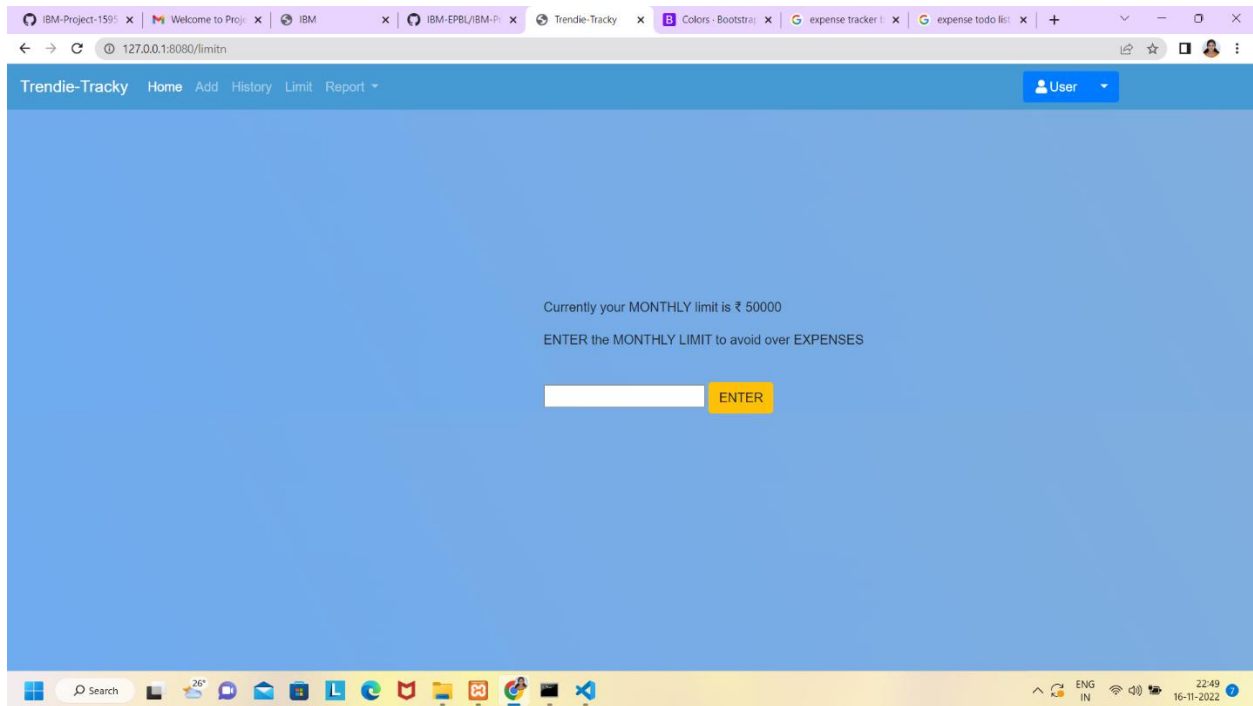 IBM-Project-1595
Welcome to Proje
IBM
IBM-EPBL/IBM-Pr
Trendie-Tracky
Colors · Bootstrap
expense tracker b
expense todo list
127.0.0.1:8080/limitn
Trendie-Tracky Home Add History Limit Report User
Currently your MONTHLY limit is ₹ 50000
ENTER the MONTHLY LIMIT to avoid over EXPENSES
ENTER
Search 26° ENG 22:49
IN 16-11-2022